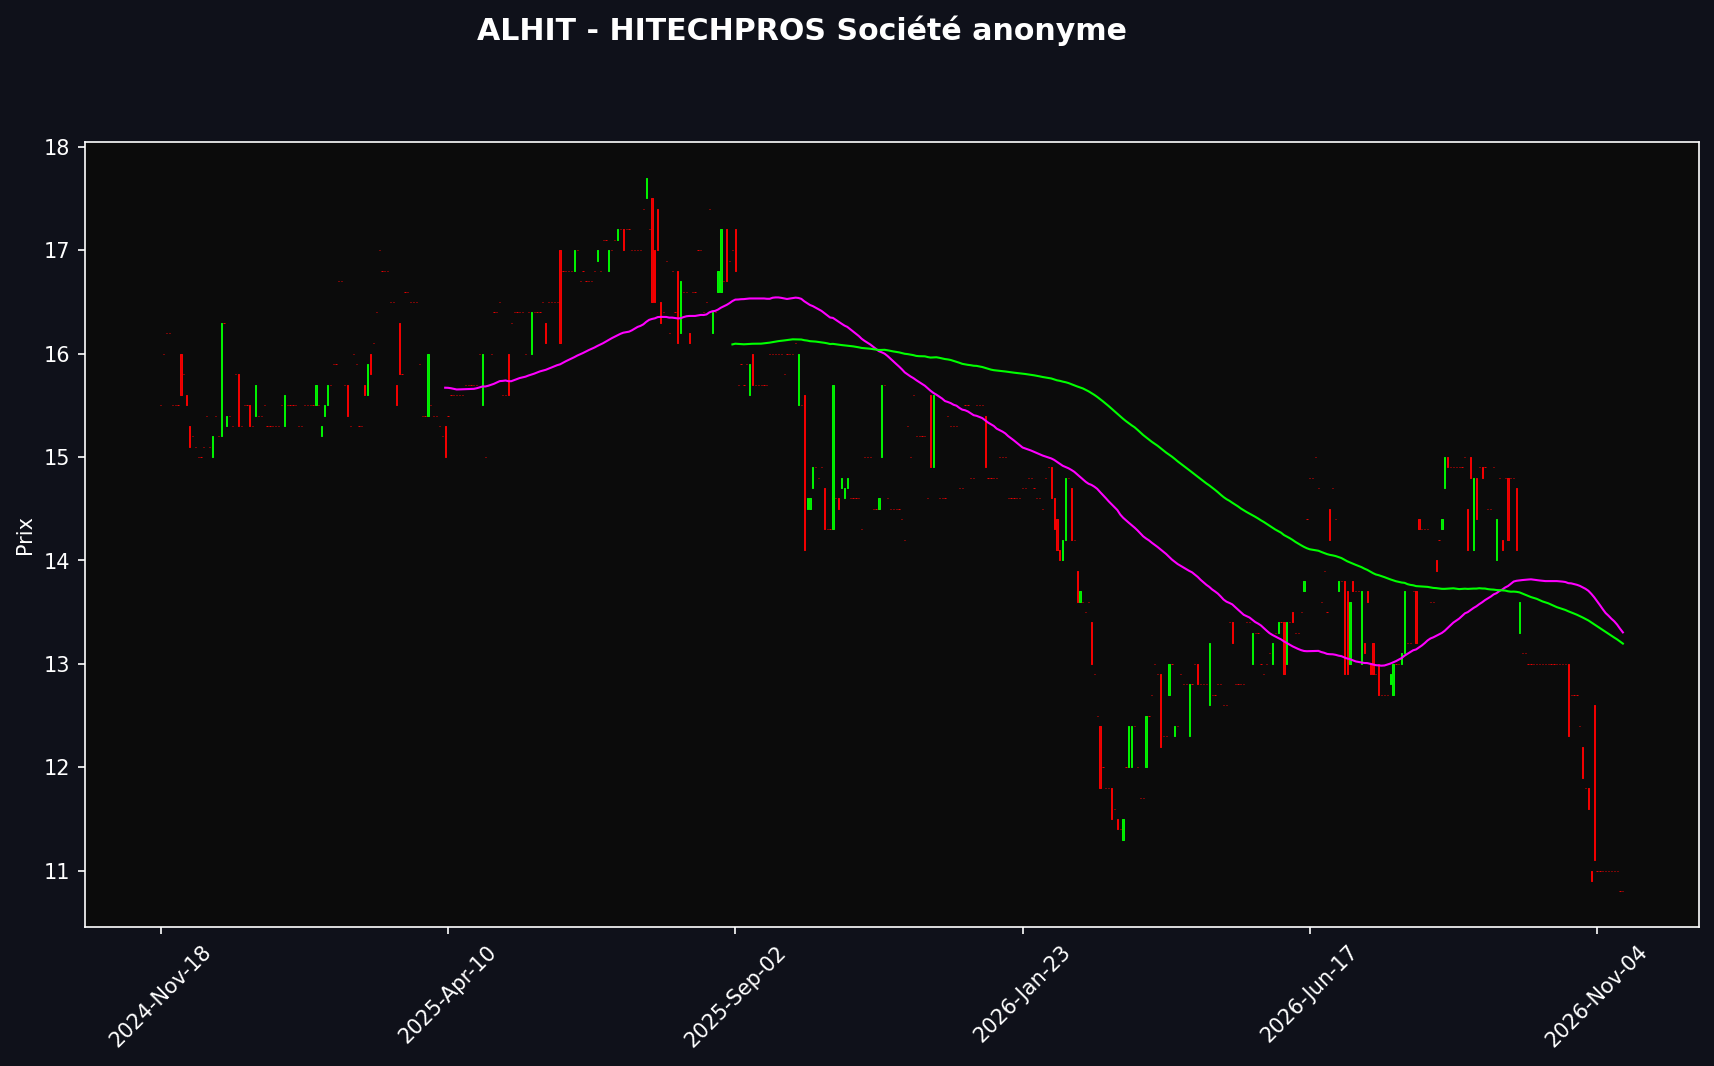 ALHIT - HITECHPROS Société anonyme
18
17
16
15
14
13
12
11
Prix
2024-Nov-18
2025-Apr-10
2025-Sep-02
2026-Jan-23
2026-Jun-17
2026-Nov-04